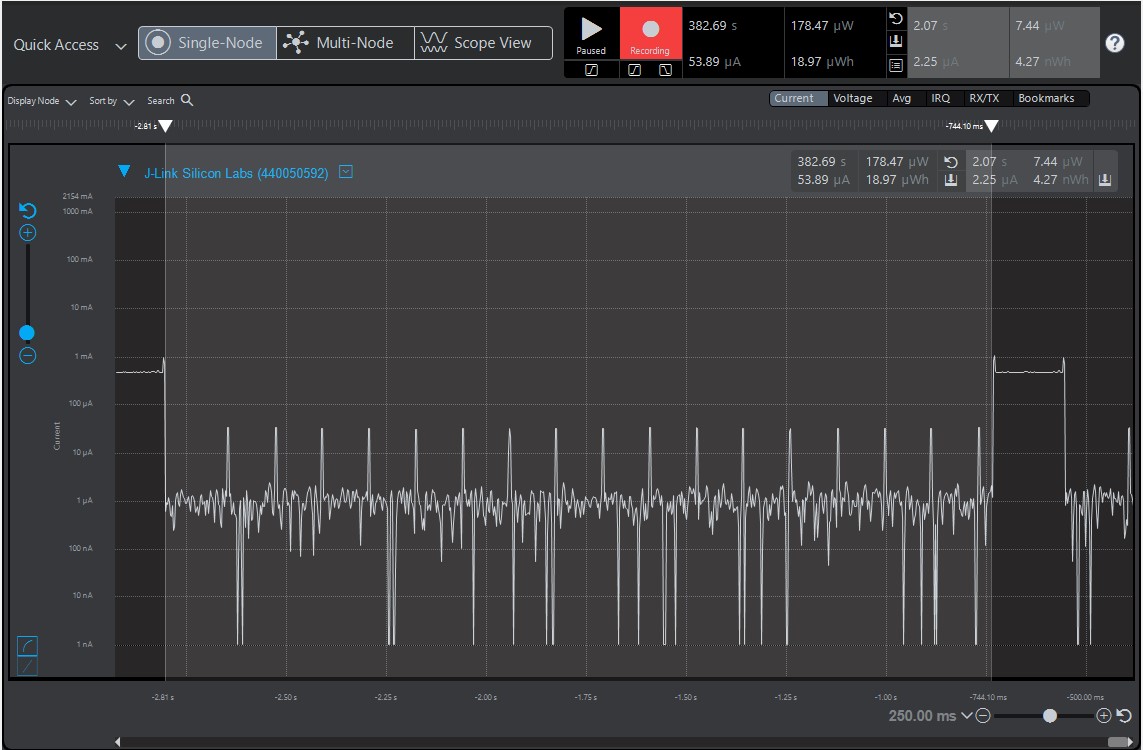 Quick Access
Single-Node
Multi-Node
Scope View
Paused
Recording
382.69 s 178.47 µW
53.89 µA 18.97 µWh
2.07 s 7.44 µW
2.25 µA 4.27 nWh
?
Display Node Sort by Search
Current Voltage Avg IRQ RX/TX Bookmarks
-2.81 s -744.10 ms
J-Link Silicon Labs (440050592)
382.69 s 178.47 µW 2.07 s 7.44 µW
53.89 µA 18.97 µWh 2.25 µA 4.27 nWh
2154 mA
1000 mA
100 mA
10 mA
1 mA
100 µA
10 µA
1 µA
100 nA
10 nA
1 nA
Current
-2.81 s -2.50 s -2.25 s -2.00 s -1.75 s -1.50 s -1.25 s -1.00 s -744.10 ms -500.00 ms
250.00 ms